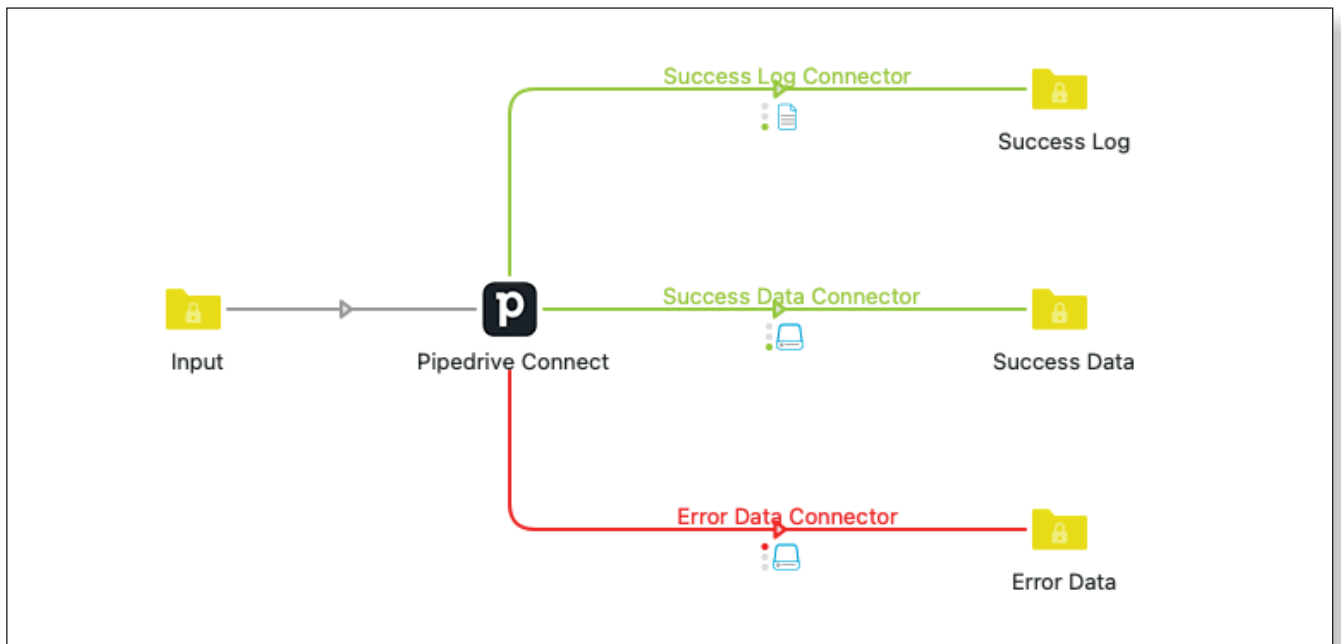 Success Log Connector
Success Log
Input
p
Pipedrive Connect
Success Data Connector
Success Data
Error Data Connector
Error Data